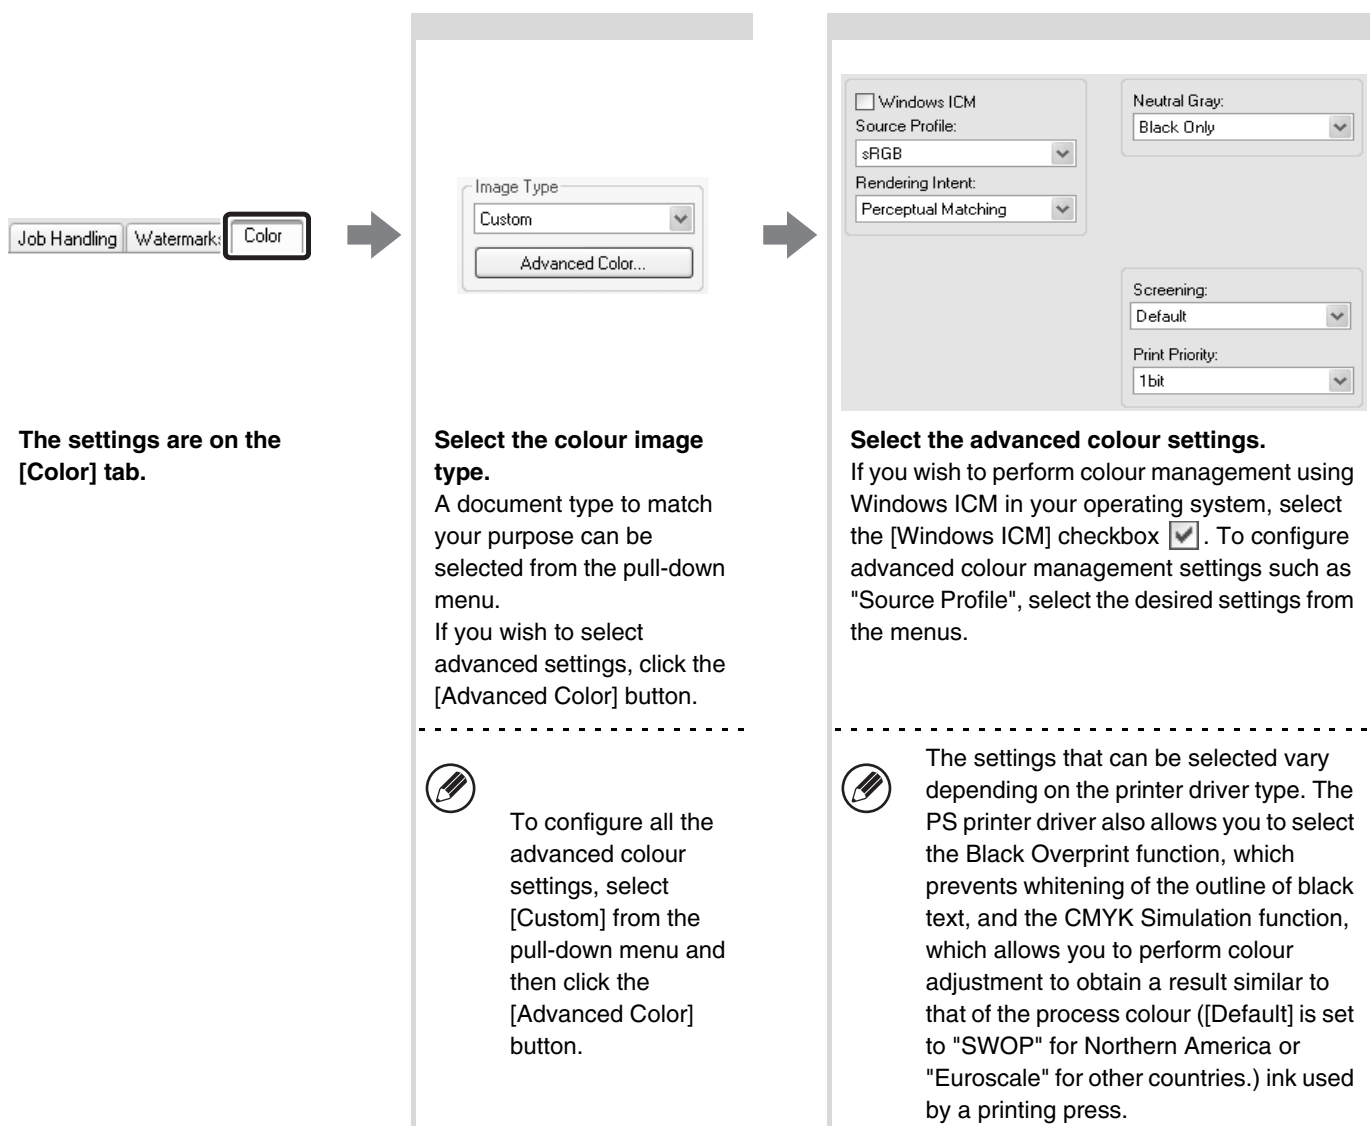 Job Handling
Watermark
Color
Image Type
Custom
Advanced Color...
Windows ICM
Source Profile:
sRGB
Rendering Intent:
Perceptual Matching
Neutral Gray:
Black Only
Screening:
Default
Print Priority:
1bit
The settings are on the
[Color] tab.
Select the colour image
type.
A document type to match
your purpose can be
selected from the pull-down
menu.
If you wish to select
advanced settings, click the
[Advanced Color] button.
To configure all the
advanced colour
settings, select
[Custom] from the
pull-down menu and
then click the
[Advanced Color]
button.
Select the advanced colour settings.
If you wish to perform colour management using
Windows ICM in your operating system, select
the [Windows ICM] checkbox . To configure
advanced colour management settings such as
"Source Profile", select the desired settings from
the menus.
The settings that can be selected vary
depending on the printer driver type. The
PS printer driver also allows you to select
the Black Overprint function, which
prevents whitening of the outline of black
text, and the CMYK Simulation function,
which allows you to perform colour
adjustment to obtain a result similar to
that of the process colour ([Default] is set
to "SWOP" for Northern America or
"Euroscale" for other countries.) ink used
by a printing press.